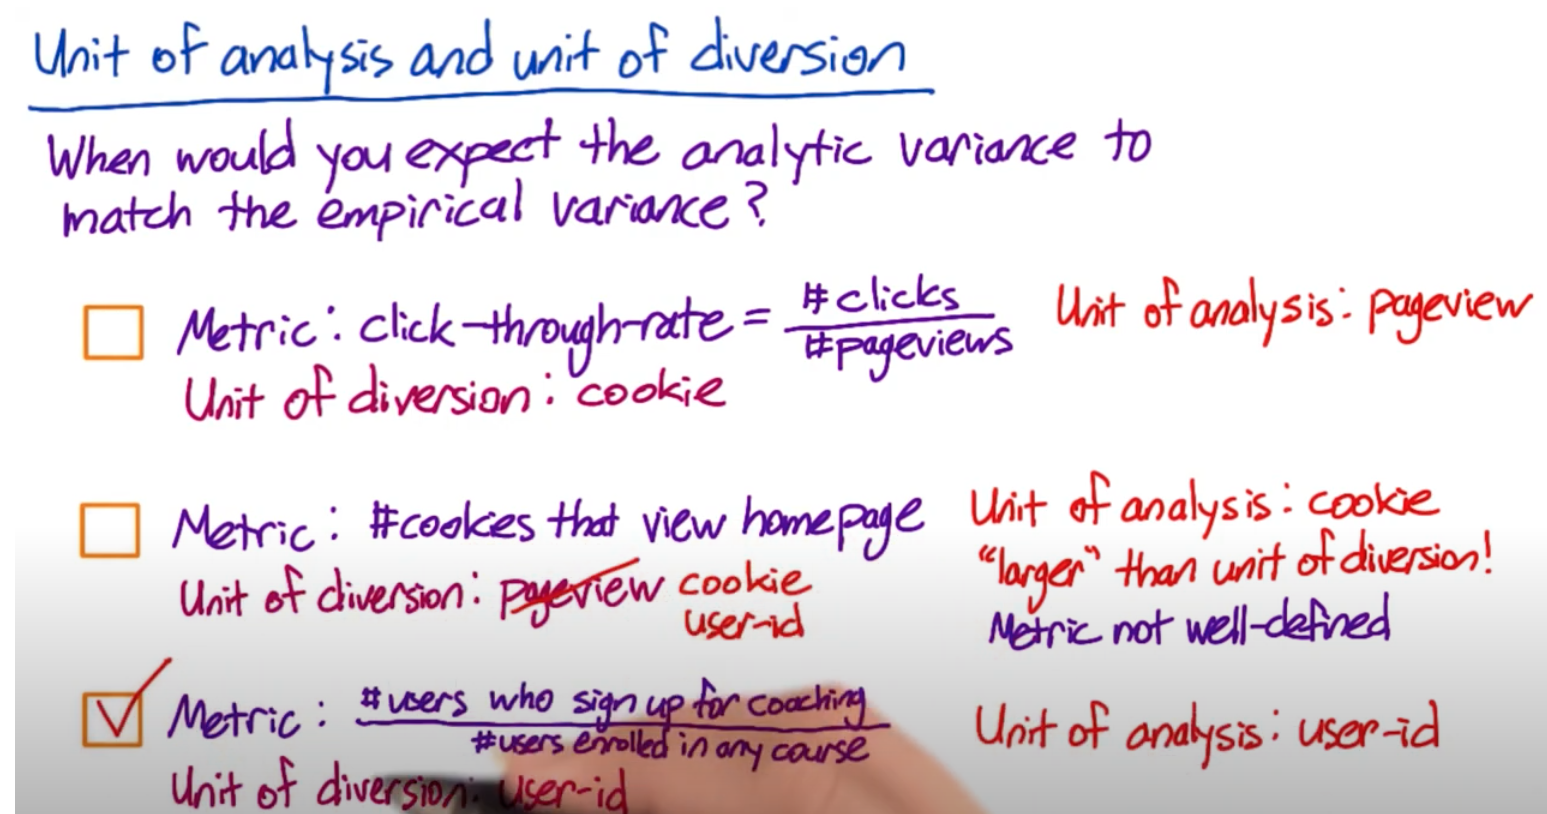 Unit of analysis and unit of diversion
When would you expect the analytic variance to
match the empirical variance?
Metric: click-through-rate = #clicks
#pageviews
Unit of analysis: pageview
Unit of diversion: cookie
Metric: #cookies that view homepage
Unit of analysis: cookie
"larger" than unit of diversion!
Unit of diversion: pageview cookie
user-id
Metric not well-defined
Metric: #users who sign up for coaching
#users enrolled in any course
Unit of analysis: user-id
Unit of diversion: user-id